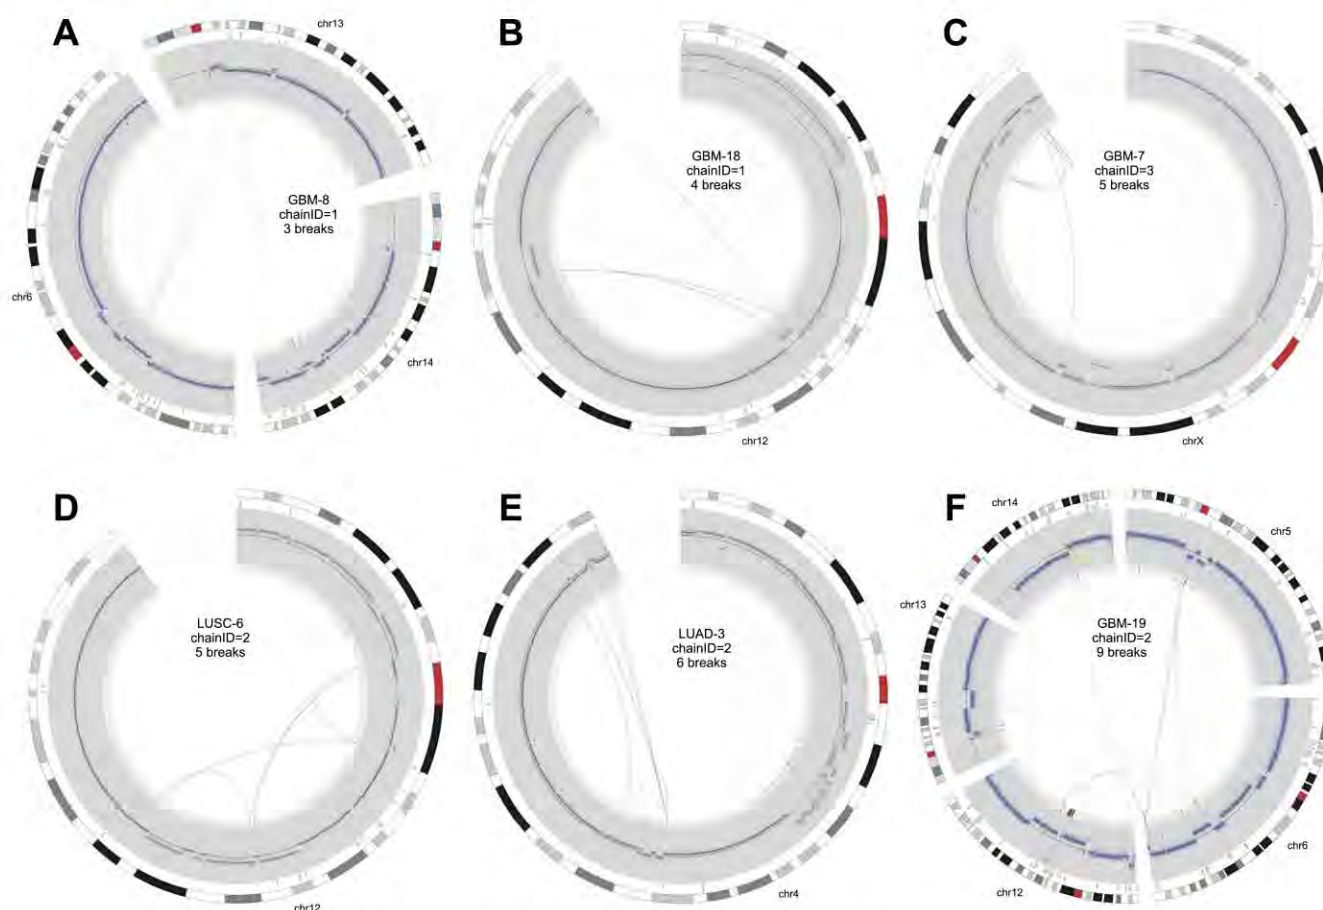 A
chr13
GBM-8
chainID=1
3 breaks
chr6
chr14
B
GBM-18
chainID=1
4 breaks
chr12
C
GBM-7
chainID=3
5 breaks
chrX
D
LUSC-6
chainID=2
5 breaks
chr12
E
LUAD-3
chainID=2
6 breaks
chr4
F
chr14
chr5
chr13
GBM-19
chainID=2
9 breaks
chr6
chr12